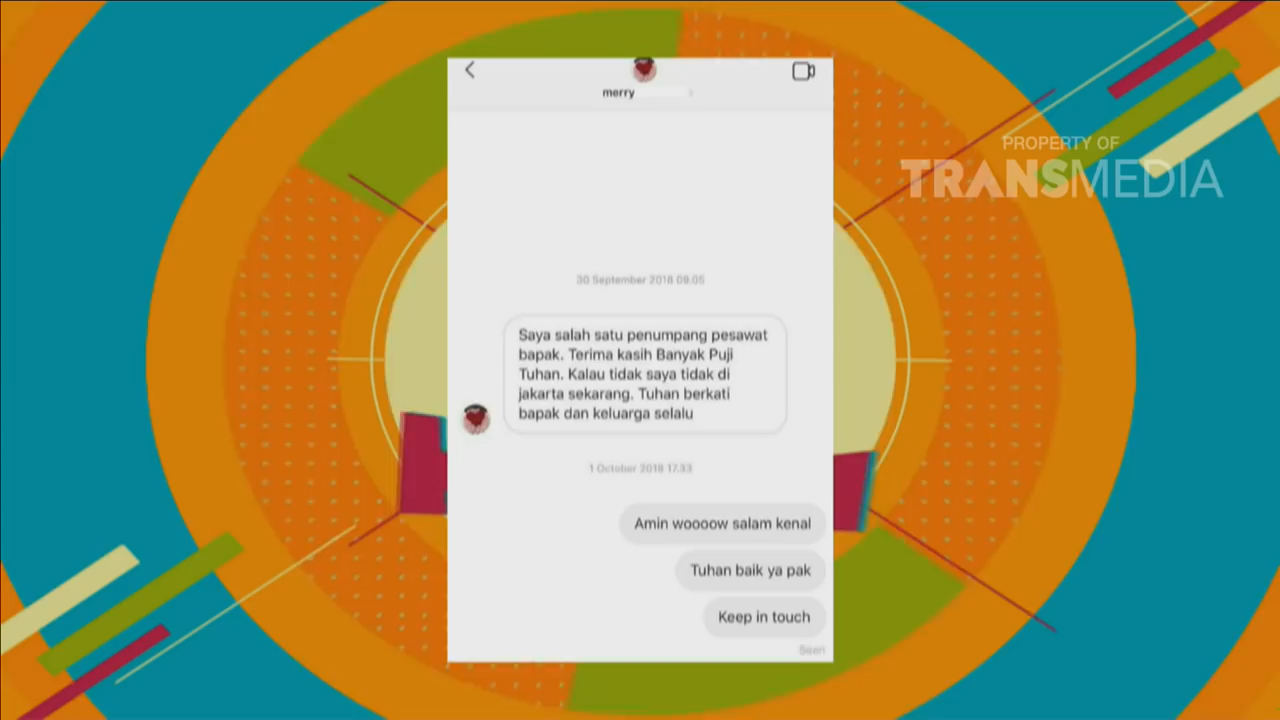 PROPERTY OF
TRANSMEDIA
merry
30 September 2018 09.05
Saya salah satu penumpang pesawat
bapak. Terima kasih Banyak Puji
Tuhan. Kalau tidak saya tidak di
jakarta sekarang. Tuhan berkati
bapak dan keluarga selalu
1 October 2018 17.33
Amin woooow salam kenal
Tuhan baik ya pak
Keep in touch
Seen